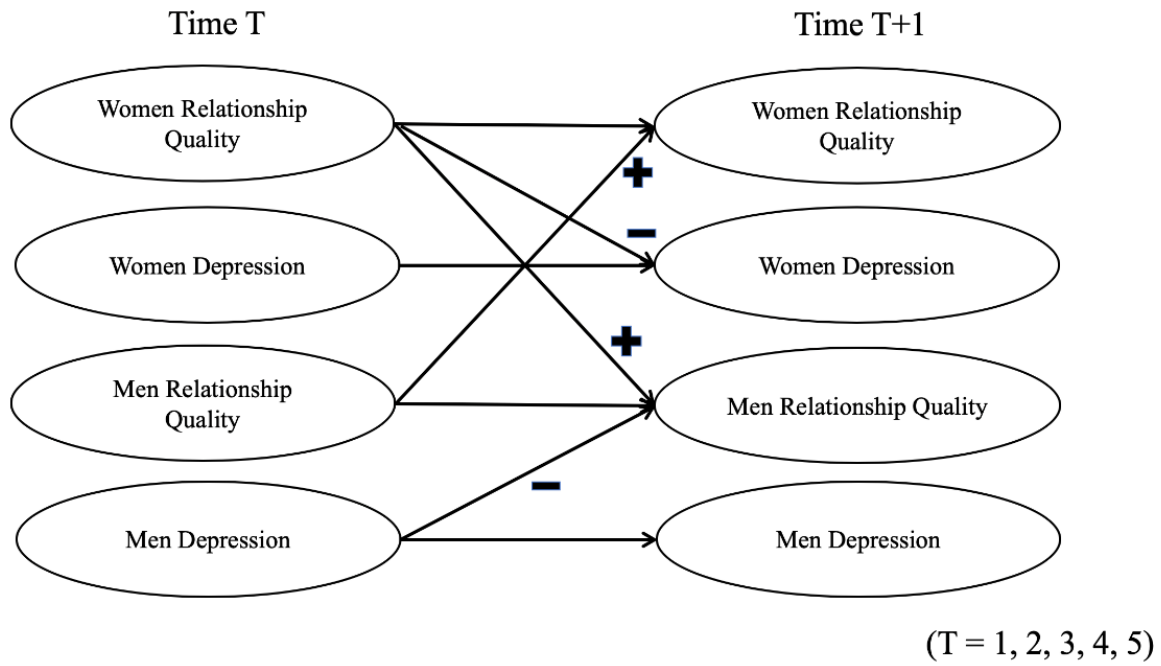 Time T
Time T+1
Women Relationship
Quality
Women Relationship
Quality
+
−
Women Depression
Women Depression
+
Men Relationship
Quality
Men Relationship Quality
−
Men Depression
Men Depression
(T = 1, 2, 3, 4, 5)